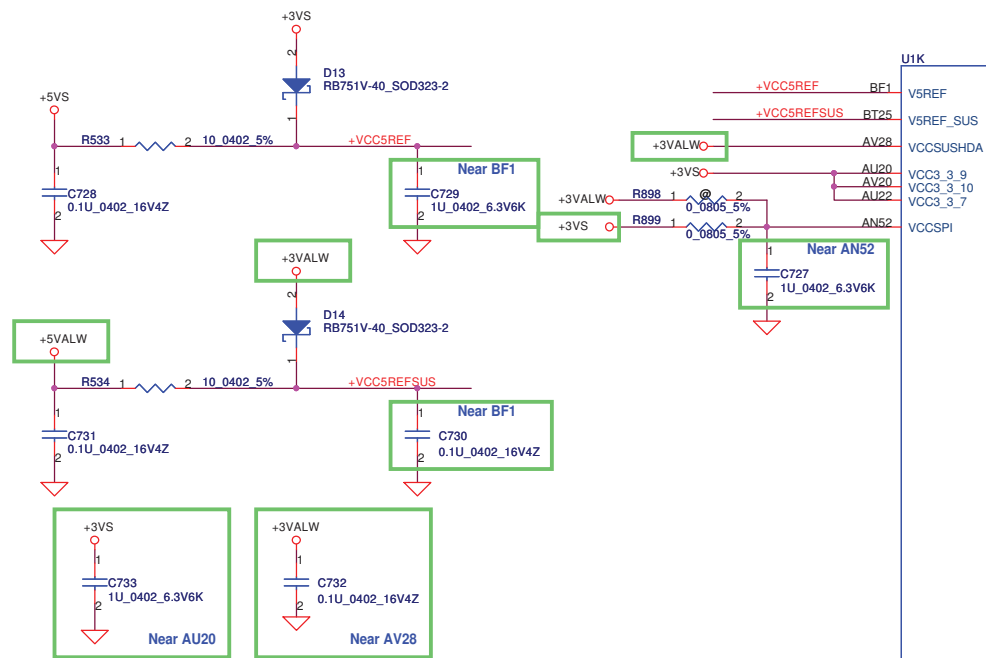 +3VS
2
D13
RB751V-40_SOD323-2
1
+5VS
R533 1 2 10_0402_5%
+VCC5REF
1
C728
0.1U_0402_16V4Z
2
Near BF1
1
C729
1U_0402_6.3V6K
2
U1K
+VCC5REF BF1 V5REF
+VCC5REFSUS BT25 V5REF_SUS
+3VALW AV28 VCCSUSHDA
+3VS AU20 VCC3_3_9
AV20 VCC3_3_10
AU22 VCC3_3_7
+3VALW R898 1 @ 2
0_0805_5%
+3VS R899 1 2 AN52 VCCSPI
0_0805_5%
Near AN52
1
C727
1U_0402_6.3V6K
2
+3VALW
2
D14
RB751V-40_SOD323-2
1
+5VALW
R534 1 2 10_0402_5%
+VCC5REFSUS
1
C731
0.1U_0402_16V4Z
2
Near BF1
1
C730
0.1U_0402_16V4Z
2
+3VS
1
C733
1U_0402_6.3V6K
2
Near AU20
+3VALW
1
C732
0.1U_0402_16V4Z
2
Near AV28